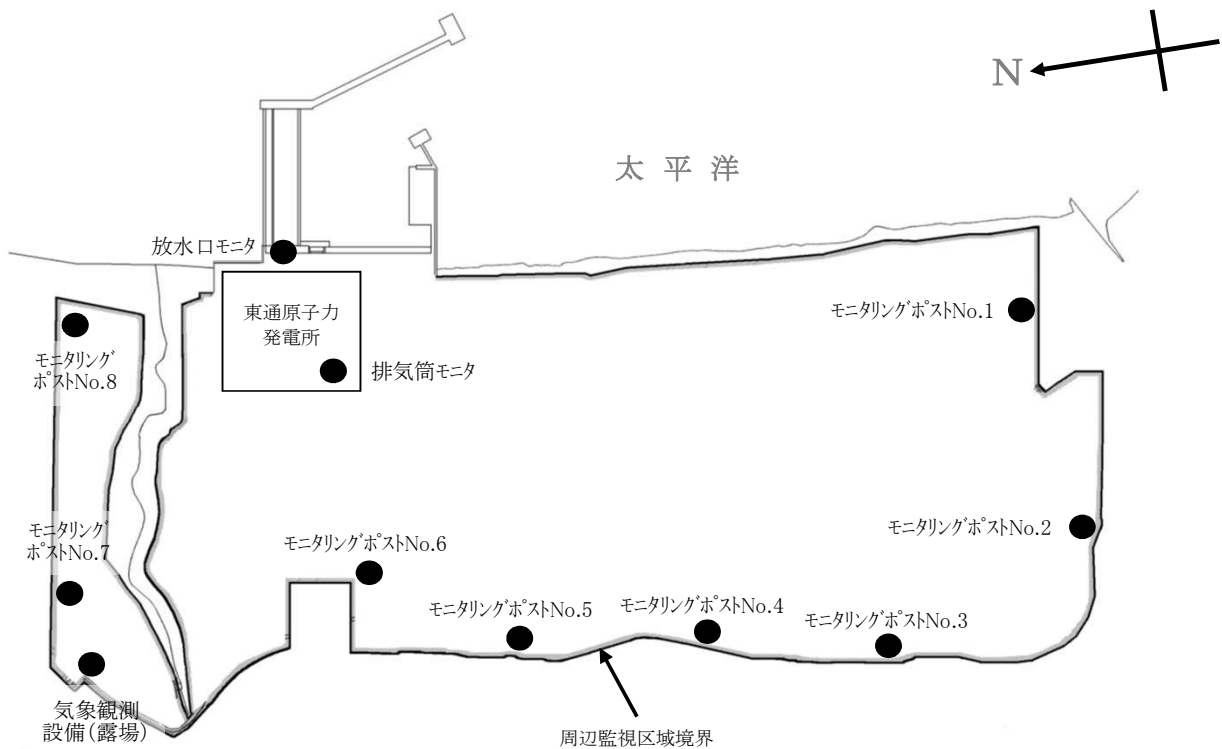 N
太平洋
放水口モニタ
東通原子力
発電所
モニタリングポストNo.1
モニタリング
ポストNo.8
排気筒モニタ
モニタリング
ポストNo.7
モニタリングポストNo.6
モニタリングポストNo.2
モニタリングポストNo.5
モニタリングポストNo.4
モニタリングポストNo.3
気象観測
設備(露場)
周辺監視区域境界